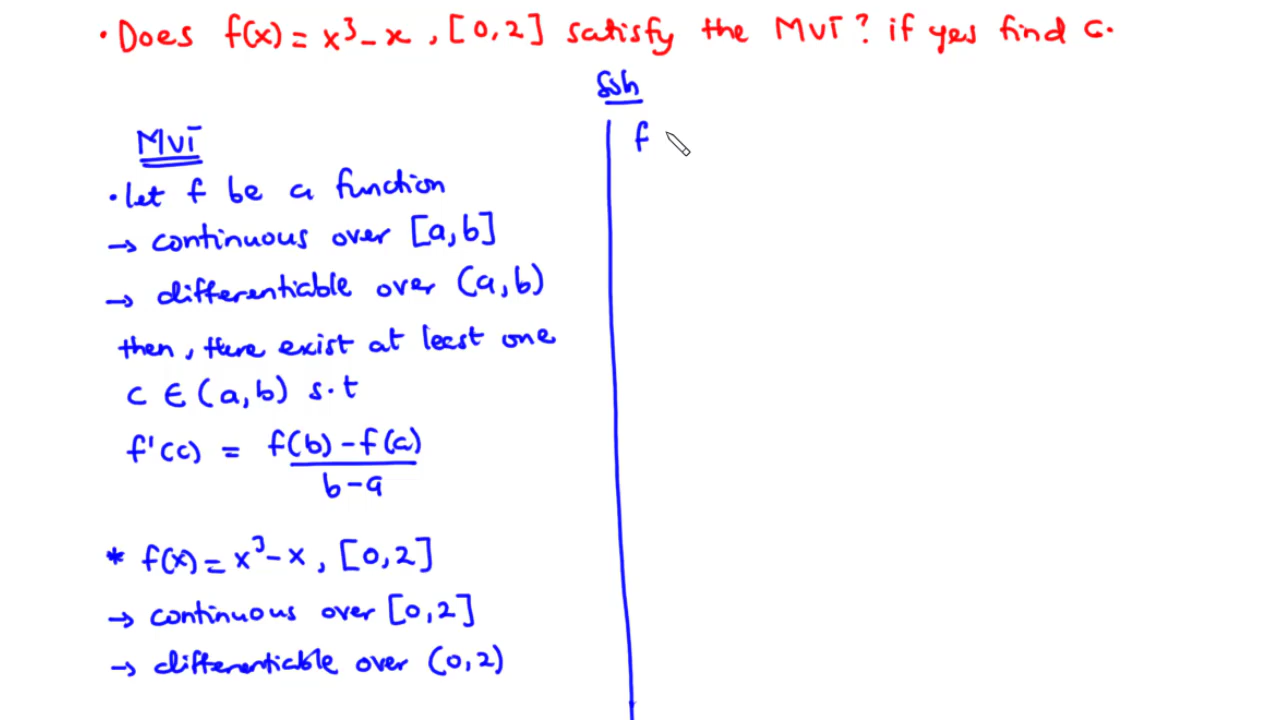 • Does f(x) = x³ - x , [0,2] satisfy the MVT? if yes find c.
Soln
MVT
• let f be a function
→ continuous over [a,b]
→ differentiable over (a,b)
then, there exist at least one
c ∈ (a,b) s.t
f'(c) = f(b) - f(a)
b - a
* f(x) = x³ - x , [0,2]
→ continuous over [0,2]
→ differentiable over (0,2)
f